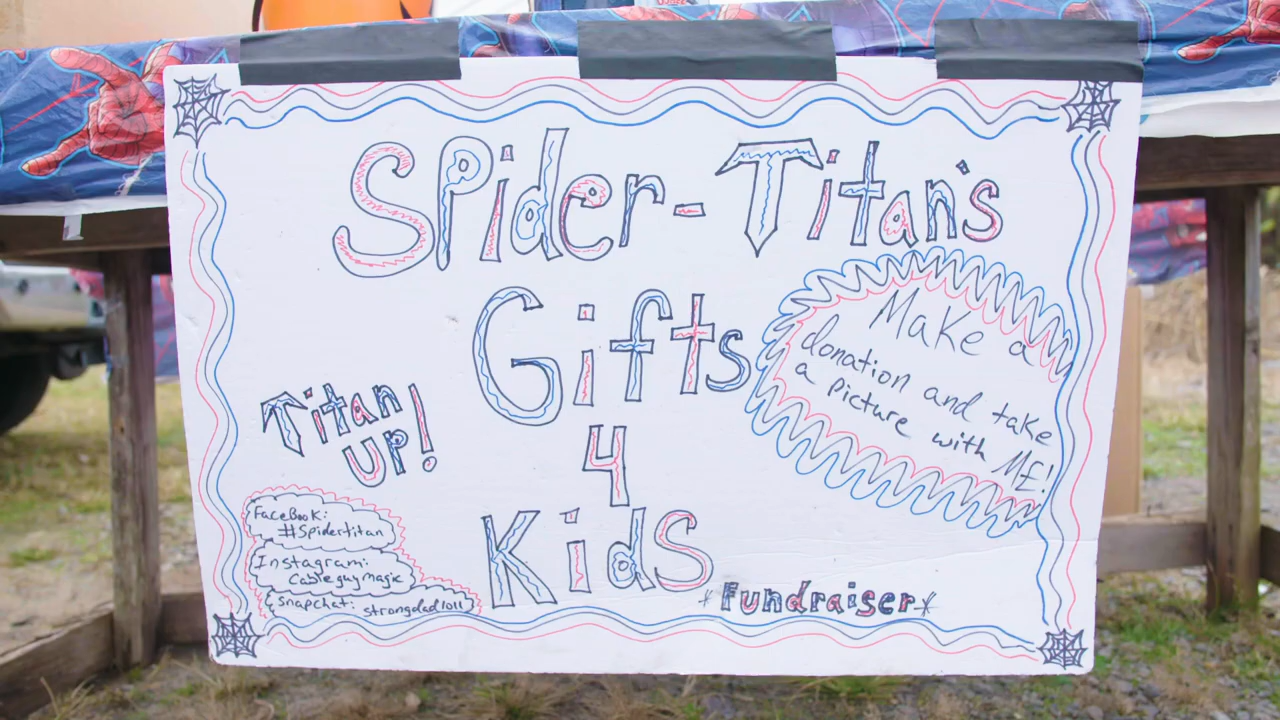 Spider-Titan's
Gifts
4
Kids
*Fundraiser*
Make a
donation and take
a picture with ME!
Titan
Up!
FaceBook:
#Spidertitan
Instagram:
Cableguymagic
Snapchat: strongdad1011